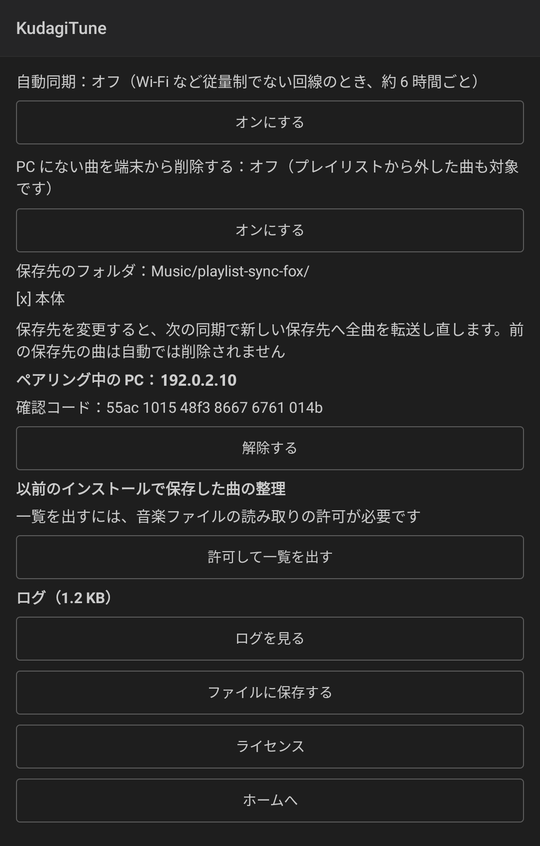 KudagiTune
自動同期：オフ（Wi-Fi など従量制でない回線のとき、約 6 時間ごと）
オンにする
PC にない曲を端末から削除する：オフ（プレイリストから外した曲も対象
です）
オンにする
保存先のフォルダ：Music/playlist-sync-fox/
[x] 本体
保存先を変更すると、次の同期で新しい保存先へ全曲を転送し直します。前
の保存先の曲は自動では削除されません
ペアリング中の PC：192.0.2.10
確認コード：55ac 1015 48f3 8667 6761 014b
解除する
以前のインストールで保存した曲の整理
一覧を出すには、音楽ファイルの読み取りの許可が必要です
許可して一覧を出す
ログ（1.2 KB）
ログを見る
ファイルに保存する
ライセンス
ホームへ